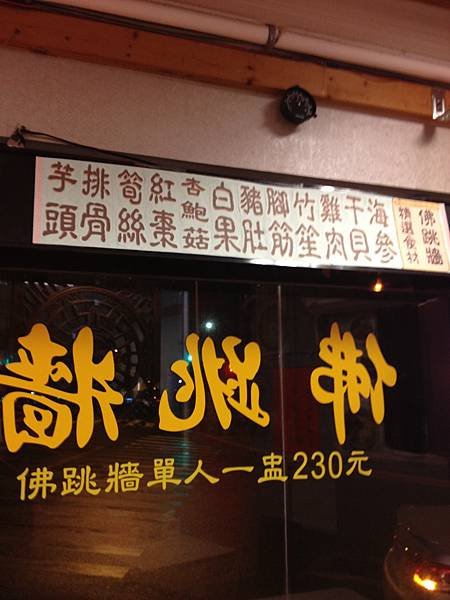 佛跳牆
精選食材
海參
干貝
雞肉
竹笙
腳筋
豬肚
白果
杏鮑菇
紅棗
筍絲
排骨
芋頭
佛跳牆
佛跳牆單人一盅230元